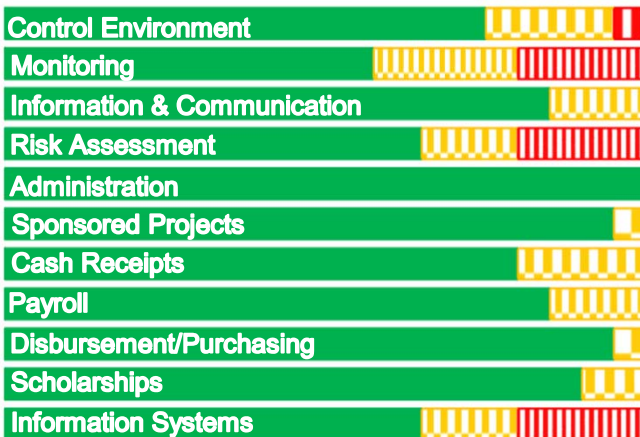 Control Environment
Monitoring
Information & Communication
Risk Assessment
Administration
Sponsored Projects
Cash Receipts
Payroll
Disbursement/Purchasing
Scholarships
Information Systems